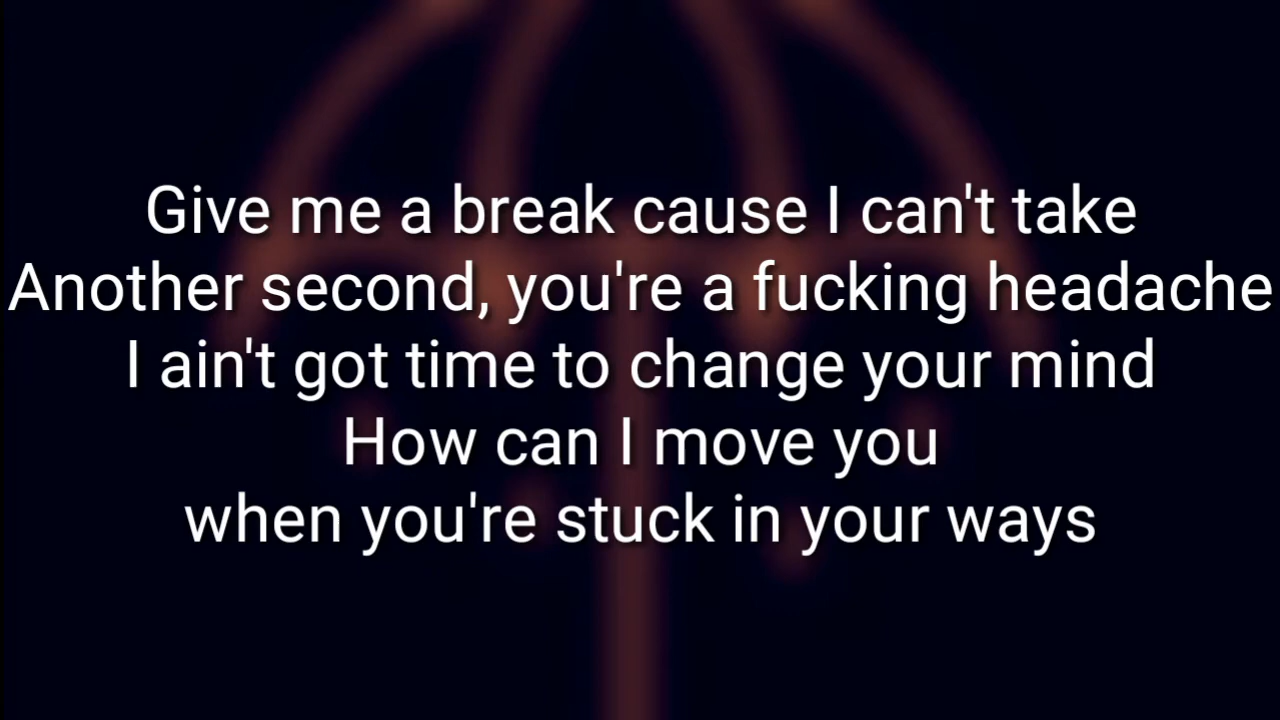 Give me a break cause I can't take
Another second, you're a fucking headache
I ain't got time to change your mind
How can I move you
when you're stuck in your ways